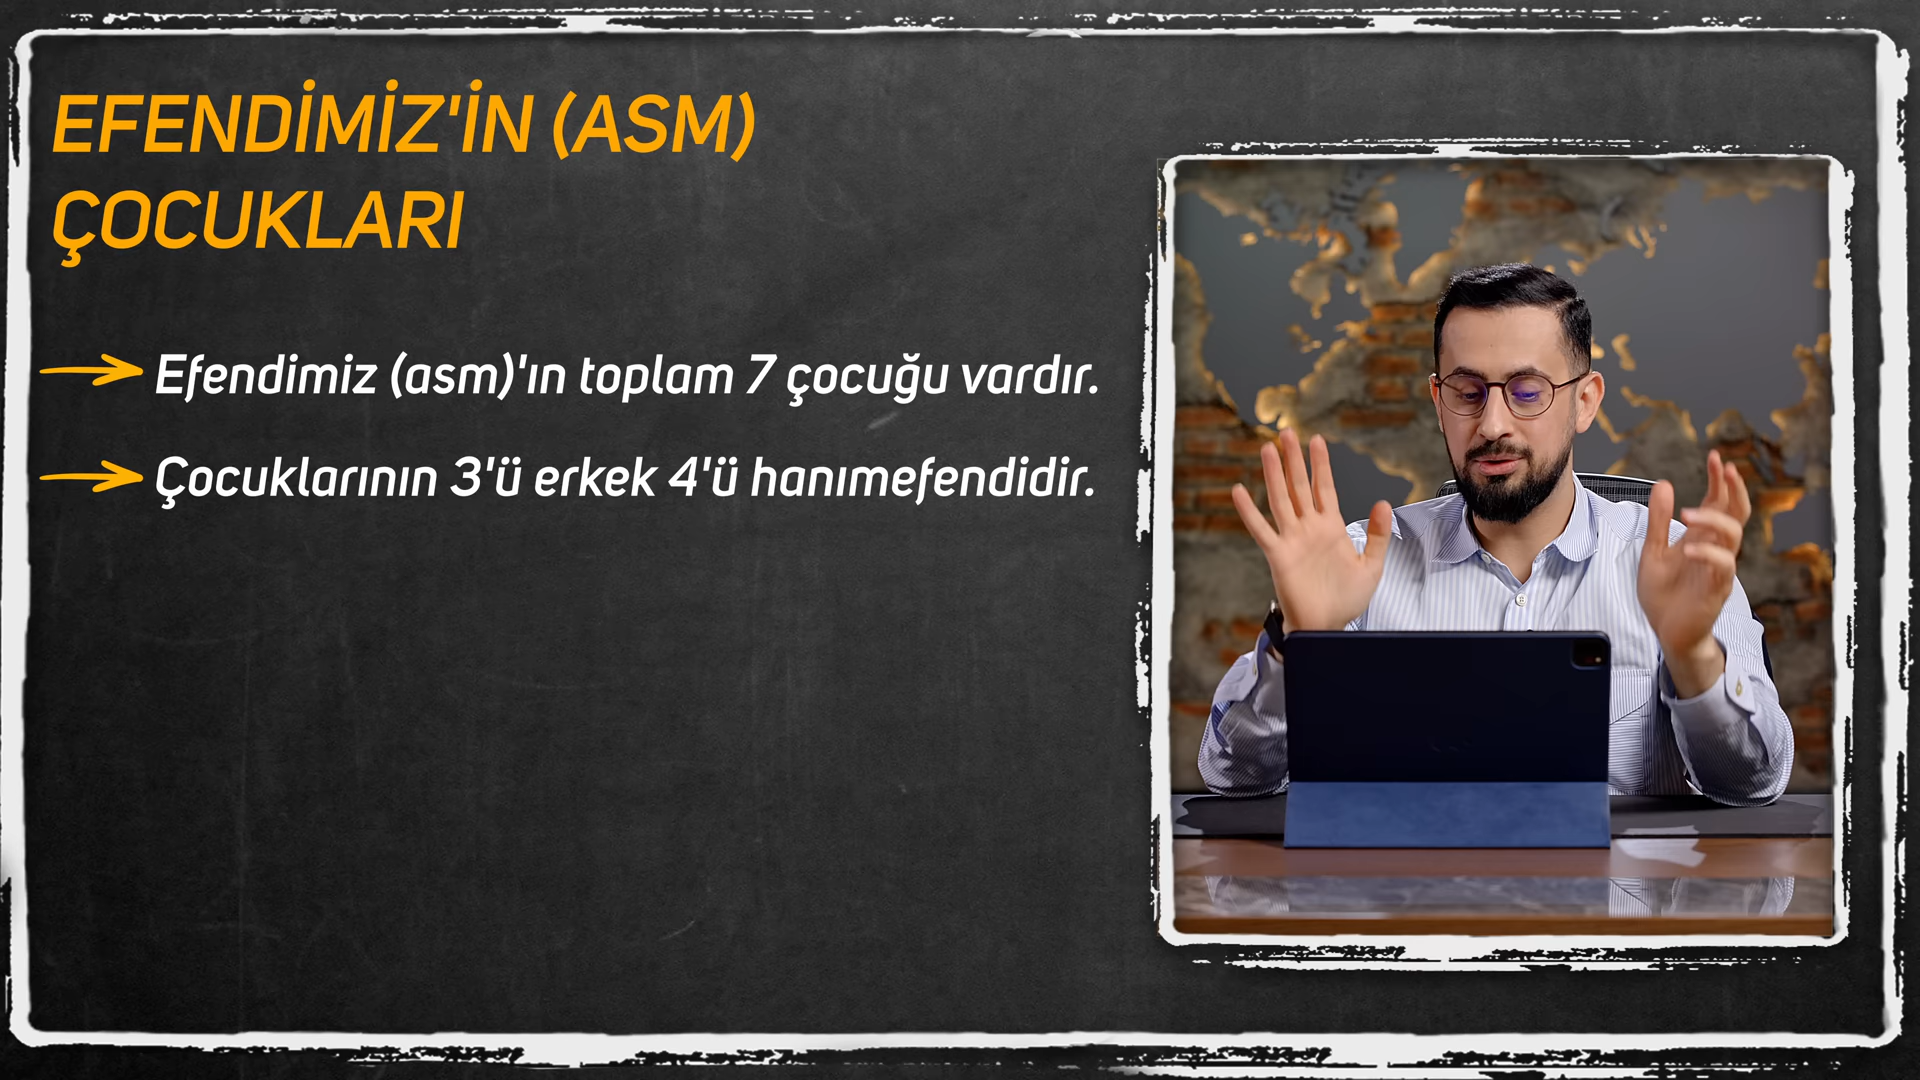 EFENDİMİZ'İN (ASM)
ÇOCUKLARI
Efendimiz (asm)'ın toplam 7 çocuğu vardır.
Çocuklarının 3'ü erkek 4'ü hanımefendidir.